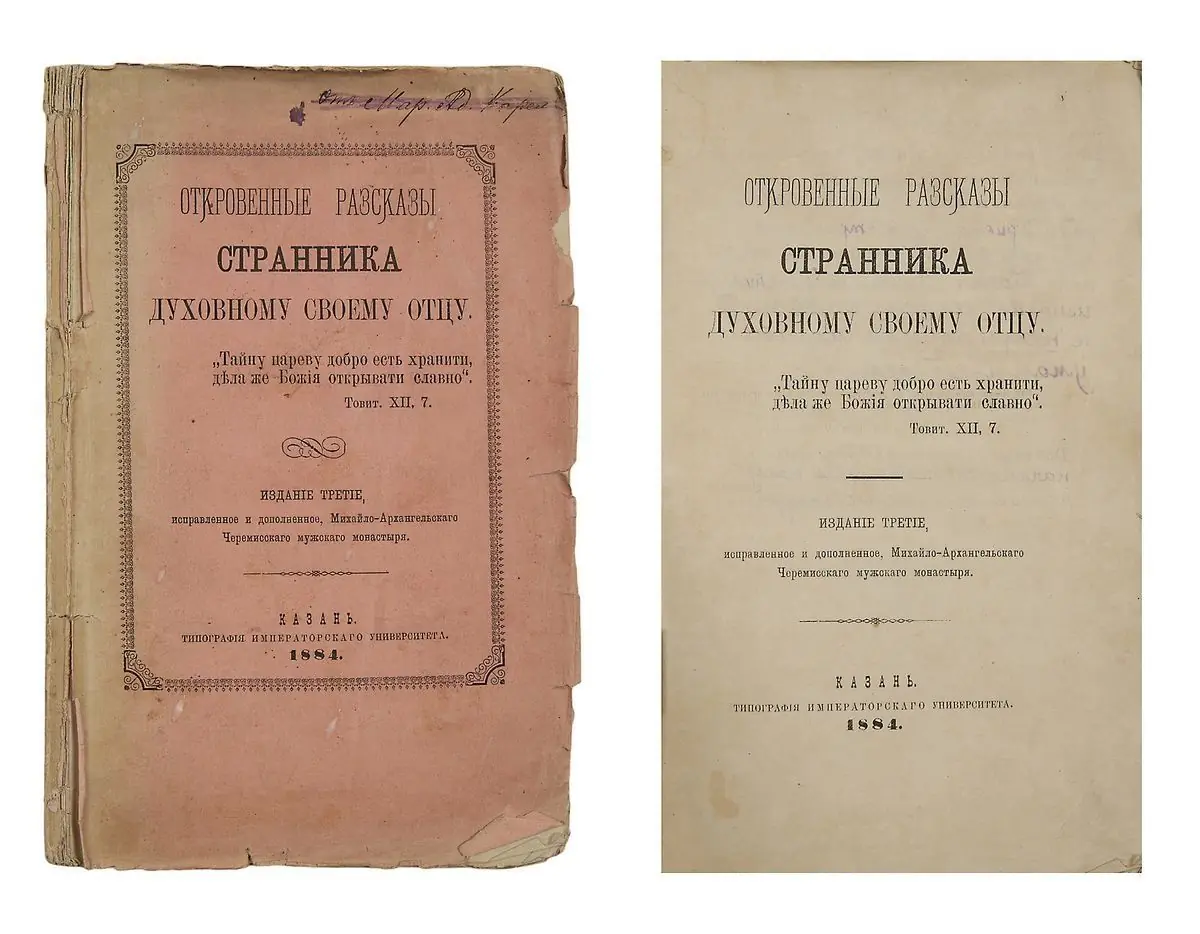 Отъ Мар. Ад.
ОТКРОВЕННЫЕ РАЗСКАЗЫ
СТРАННИКА
ДУХОВНОМУ СВОЕМУ ОТЦУ.
„Тайну цареву добро есть хранити,
дѣла же Божія открывати славно“.
Товит. XII, 7.
ИЗДАНІЕ ТРЕТІЕ,
исправленное и дополненное, Михайло-Архангельскаго
Черемисскаго мужскаго монастыря.
КАЗАНЬ.
ТИПОГРАФІЯ ИМПЕРАТОРСКАГО УНИВЕРСИТЕТА.
1884.
ОТКРОВЕННЫЕ РАЗСКАЗЫ
СТРАННИКА
ДУХОВНОМУ СВОЕМУ ОТЦУ.
„Тайну цареву добро есть хранити,
дѣла же Божія открывати славно“.
Товит. XII, 7.
ИЗДАНІЕ ТРЕТІЕ,
исправленное и дополненное, Михайло-Архангельскаго
Черемисскаго мужскаго монастыря.
КАЗАНЬ.
ТИПОГРАФІЯ ИМПЕРАТОРСКАГО УНИВЕРСИТЕТА.
1884.